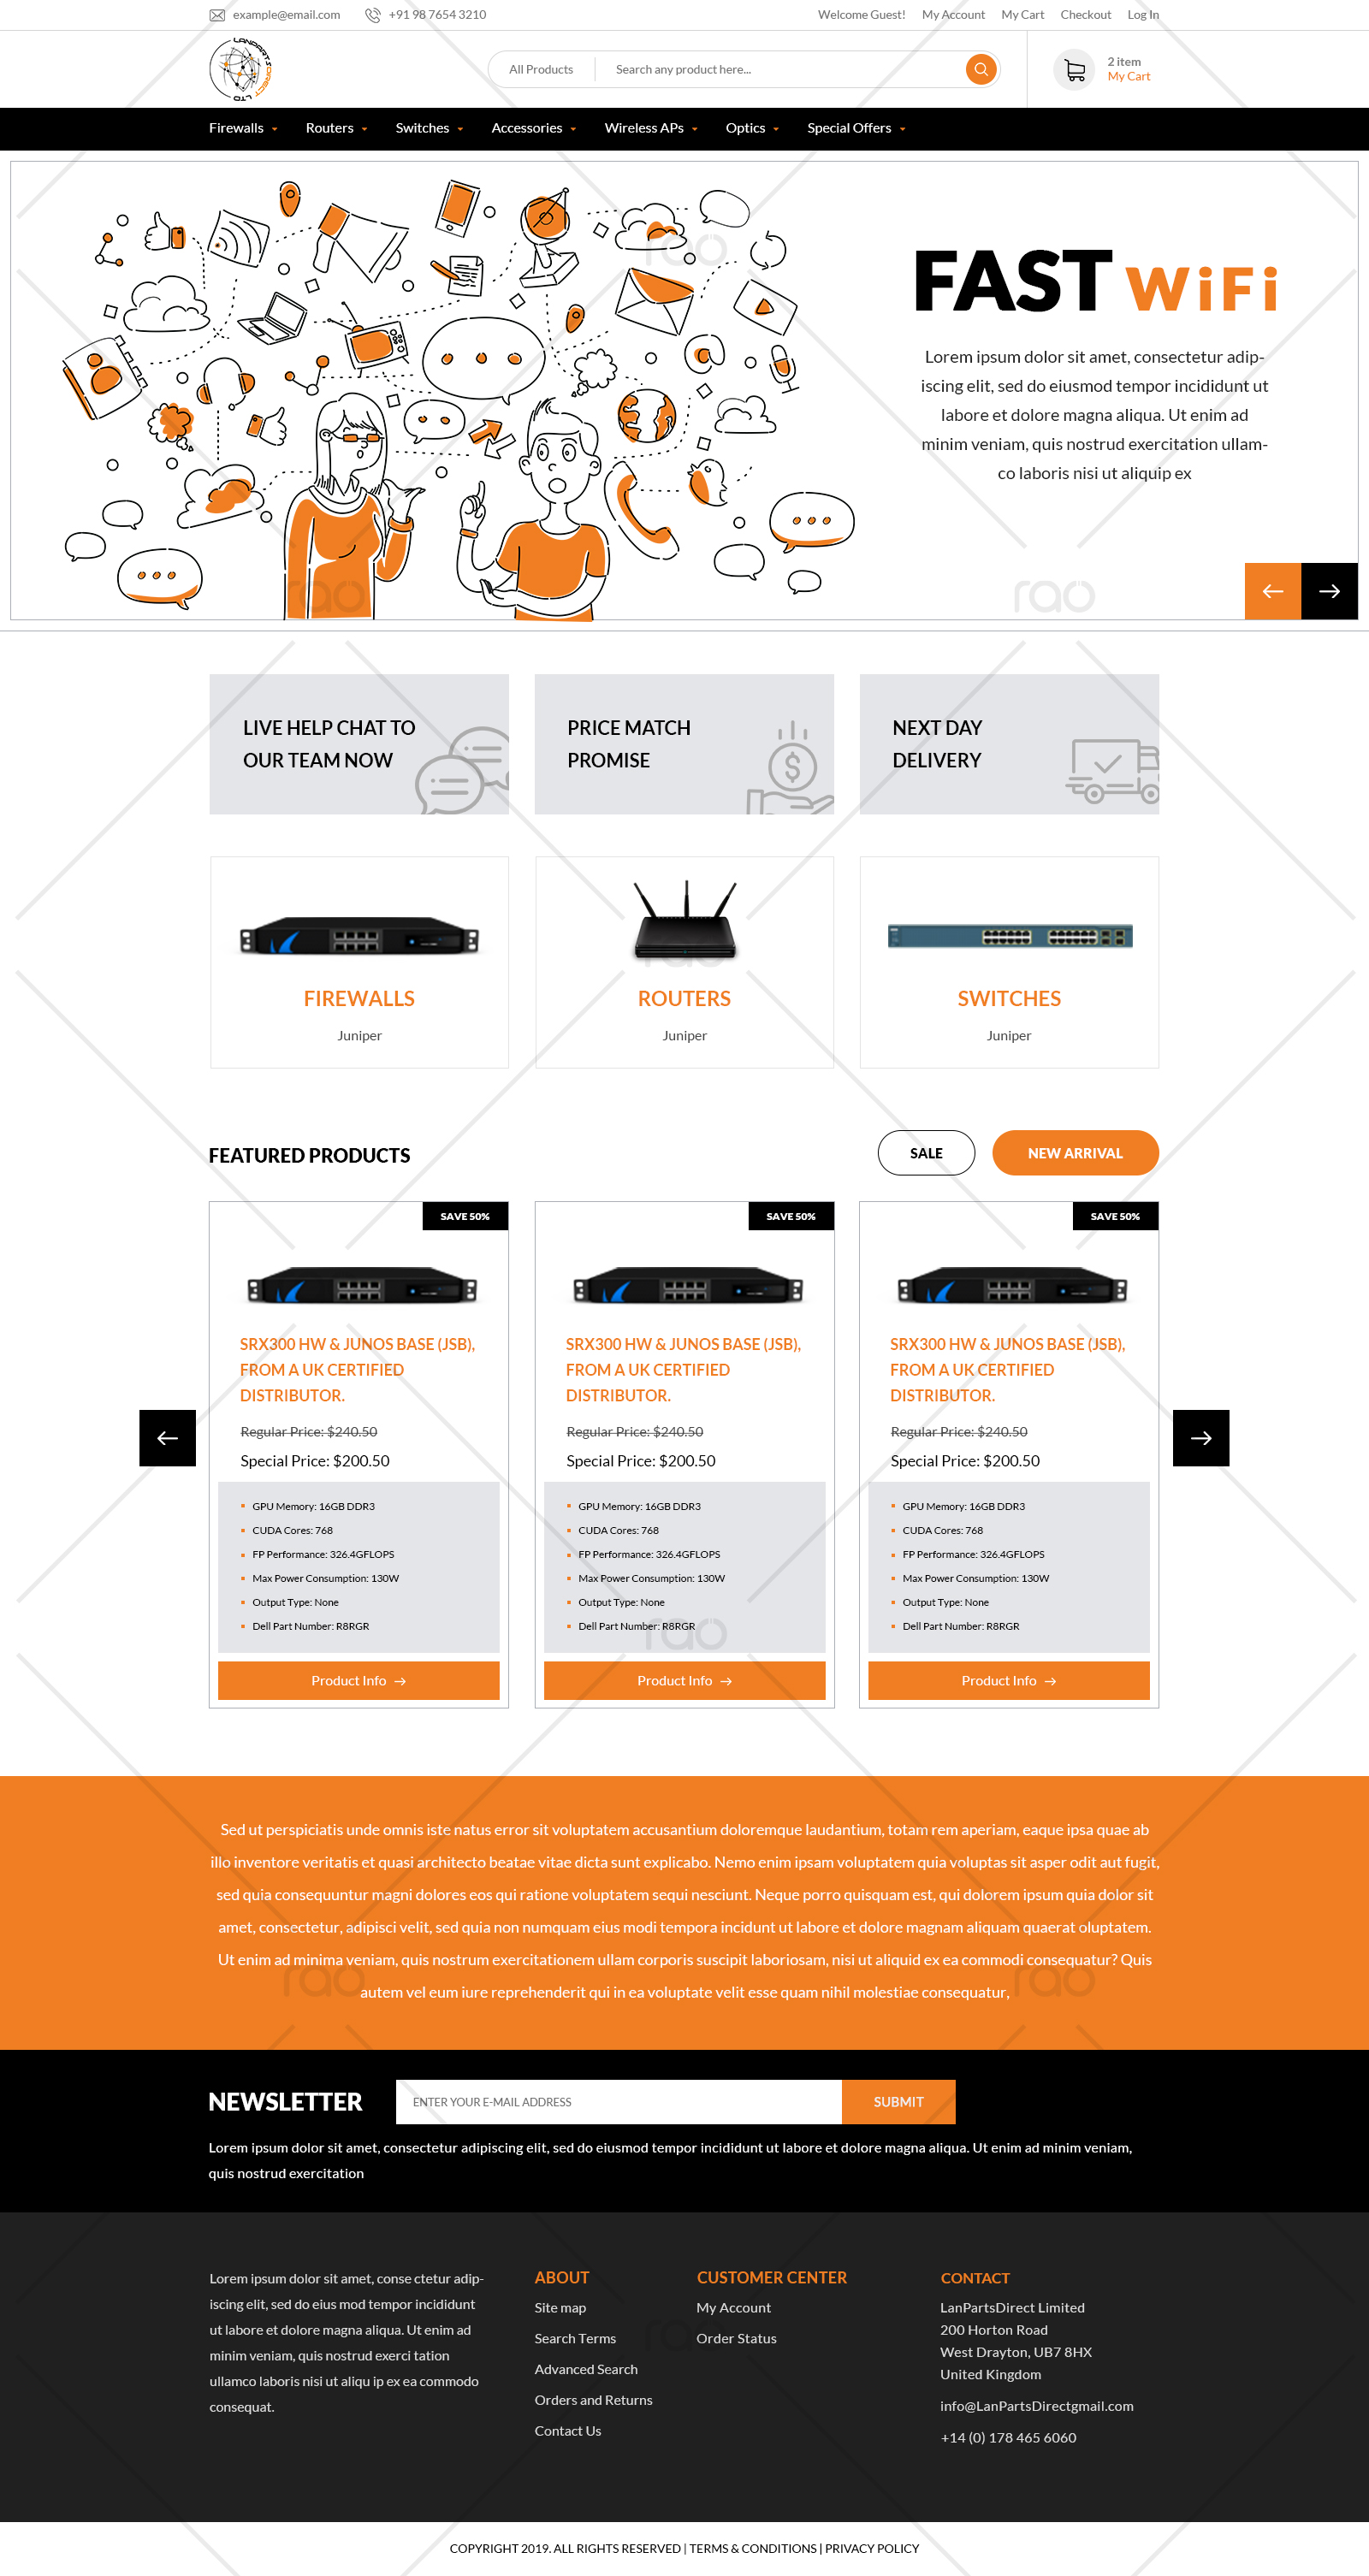 example@email.com +91 98 7654 3210 Welcome Guest! My Account My Cart Checkout Log In
LANPARTS DIRECT LTD
All Products Search any product here... 2 item
My Cart
Firewalls Routers Switches Accessories Wireless APs Optics Special Offers
FAST WiFi
Lorem ipsum dolor sit amet, consectetur adip-
iscing elit, sed do eiusmod tempor incididunt ut
labore et dolore magna aliqua. Ut enim ad
minim veniam, quis nostrud exercitation ullam-
co laboris nisi ut aliquip ex
LIVE HELP CHAT TO
OUR TEAM NOW
PRICE MATCH
PROMISE
NEXT DAY
DELIVERY
FIREWALLS
Juniper
ROUTERS
Juniper
SWITCHES
Juniper
FEATURED PRODUCTS SALE NEW ARRIVAL
SAVE 50%
SRX300 HW & JUNOS BASE (JSB),
FROM A UK CERTIFIED
DISTRIBUTOR.
Regular Price: $240.50
Special Price: $200.50
GPU Memory: 16GB DDR3
CUDA Cores: 768
FP Performance: 326.4GFLOPS
Max Power Consumption: 130W
Output Type: None
Dell Part Number: R8RGR
Product Info
SAVE 50%
SRX300 HW & JUNOS BASE (JSB),
FROM A UK CERTIFIED
DISTRIBUTOR.
Regular Price: $240.50
Special Price: $200.50
GPU Memory: 16GB DDR3
CUDA Cores: 768
FP Performance: 326.4GFLOPS
Max Power Consumption: 130W
Output Type: None
Dell Part Number: R8RGR
Product Info
SAVE 50%
SRX300 HW & JUNOS BASE (JSB),
FROM A UK CERTIFIED
DISTRIBUTOR.
Regular Price: $240.50
Special Price: $200.50
GPU Memory: 16GB DDR3
CUDA Cores: 768
FP Performance: 326.4GFLOPS
Max Power Consumption: 130W
Output Type: None
Dell Part Number: R8RGR
Product Info
Sed ut perspiciatis unde omnis iste natus error sit voluptatem accusantium doloremque laudantium, totam rem aperiam, eaque ipsa quae ab
illo inventore veritatis et quasi architecto beatae vitae dicta sunt explicabo. Nemo enim ipsam voluptatem quia voluptas sit asper odit aut fugit,
sed quia consequuntur magni dolores eos qui ratione voluptatem sequi nesciunt. Neque porro quisquam est, qui dolorem ipsum quia dolor sit
amet, consectetur, adipisci velit, sed quia non numquam eius modi tempora incidunt ut labore et dolore magnam aliquam quaerat oluptatem.
Ut enim ad minima veniam, quis nostrum exercitationem ullam corporis suscipit laboriosam, nisi ut aliquid ex ea commodi consequatur? Quis
autem vel eum iure reprehenderit qui in ea voluptate velit esse quam nihil molestiae consequatur,
NEWSLETTER ENTER YOUR E-MAIL ADDRESS SUBMIT
Lorem ipsum dolor sit amet, consectetur adipiscing elit, sed do eiusmod tempor incididunt ut labore et dolore magna aliqua. Ut enim ad minim veniam,
quis nostrud exercitation
Lorem ipsum dolor sit amet, conse ctetur adip-
iscing elit, sed do eius mod tempor incididunt
ut labore et dolore magna aliqua. Ut enim ad
minim veniam, quis nostrud exerci tation
ullamco laboris nisi ut aliqu ip ex ea commodo
consequat.
ABOUT
Site map
Search Terms
Advanced Search
Orders and Returns
Contact Us
CUSTOMER CENTER
My Account
Order Status
CONTACT
LanPartsDirect Limited
200 Horton Road
West Drayton, UB7 8HX
United Kingdom
info@LanPartsDirectgmail.com
+14 (0) 178 465 6060
COPYRIGHT 2019. ALL RIGHTS RESERVED | TERMS & CONDITIONS | PRIVACY POLICY